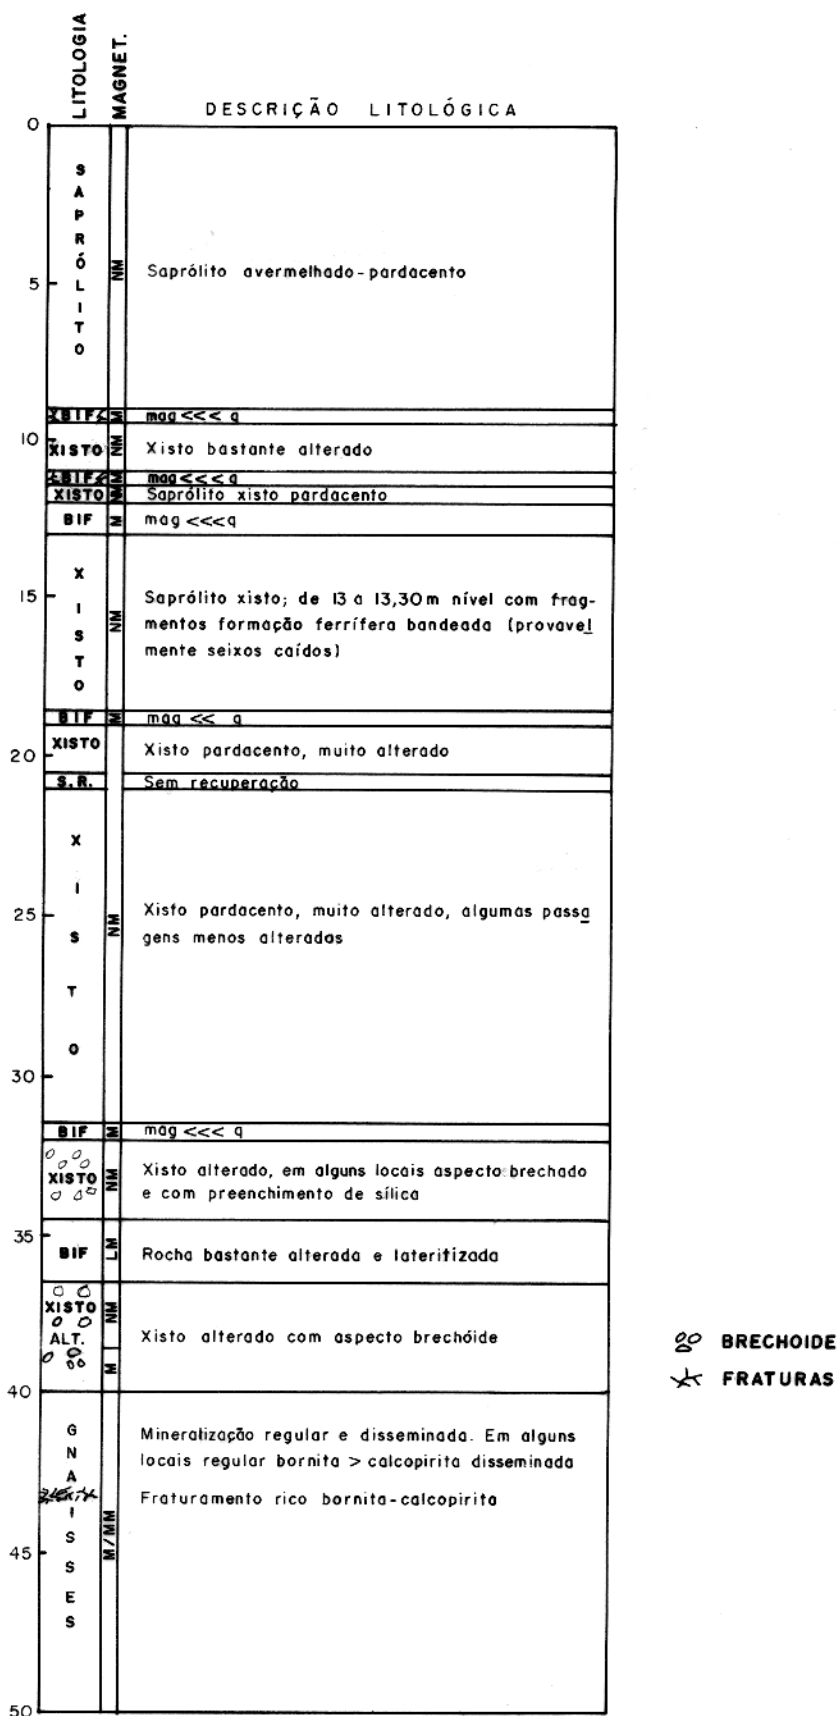 LITOLOGIA
MAGNET.
DESCRIÇÃO LITOLÓGICA
0
SAPRÓLITO
NM
Saprólito avermelhado-pardacento
5
BIF
M
mag <<< q
10
XISTO
NM
Xisto bastante alterado
BIF
M
mag <<< q
XISTO
NM
Saprólito xisto pardacento
BIF
M
mag <<< q
XISTO
NM
15
Saprólito xisto; de 13 a 13,30m nível com frag-
mentos formação ferrífera bandeada (provavel
mente seixos caídos)
BIF
M
mag << q
XISTO
Xisto pardacento, muito alterado
20
S.R.
Sem recuperação
XISTO
NM
25
Xisto pardacento, muito alterado, algumas passa
gens menos alteradas
30
BIF
M
mag <<< q
XISTO
NM
Xisto alterado, em alguns locais aspecto brechado
e com preenchimento de sílica
35
BIF
LM
Rocha bastante alterada e lateritizada
XISTO
ALT.
NM
M
Xisto alterado com aspecto brechóide
BRECHOIDE
FRATURAS
40
GNAISSES
M/MM
Mineralização regular e disseminada. Em alguns
locais regular bornita > calcopirita disseminada
Fraturamento rico bornita-calcopirita
45
50